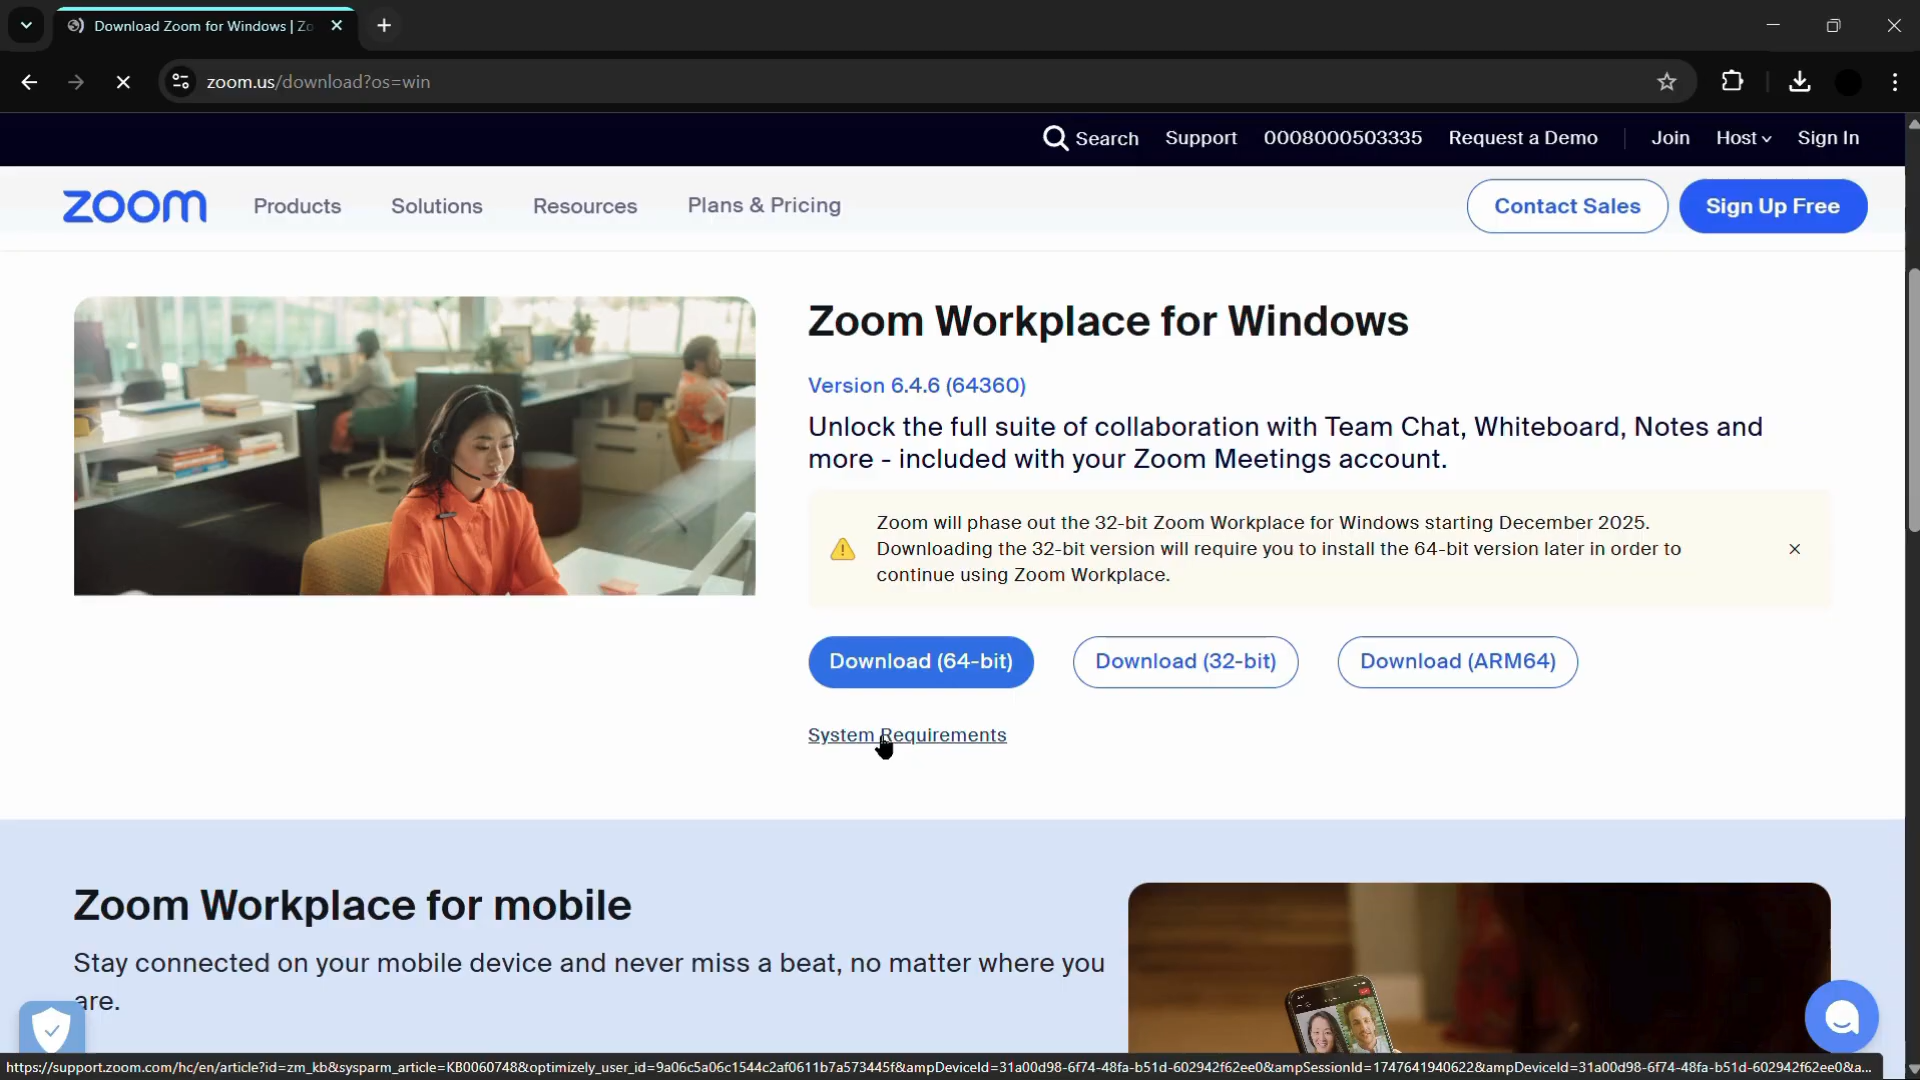 Download Zoom for Windows | Zo
zoom.us/download?os=win
Search Support 0008000503335 Request a Demo Join Host Sign In
zoom Products Solutions Resources Plans & Pricing Contact Sales Sign Up Free
Zoom Workplace for Windows
Version 6.4.6 (64360)
Unlock the full suite of collaboration with Team Chat, Whiteboard, Notes and
more - included with your Zoom Meetings account.
Zoom will phase out the 32-bit Zoom Workplace for Windows starting December 2025.
Downloading the 32-bit version will require you to install the 64-bit version later in order to
continue using Zoom Workplace.
Download (64-bit) Download (32-bit) Download (ARM64)
System Requirements
Zoom Workplace for mobile
Stay connected on your mobile device and never miss a beat, no matter where you
are.
https://support.zoom.com/hc/en/article?id=zm_kb&sysparm_article=KB0060748&optimizely_user_id=9a06c5a06c1544c2af0611b7a573445f&ampDeviceId=31a00d98-6f74-48fa-b51d-602942f62ee0&ampSessionId=1747641940622&ampDeviceId=31a00d98-6f74-48fa-b51d-602942f62ee0&a...